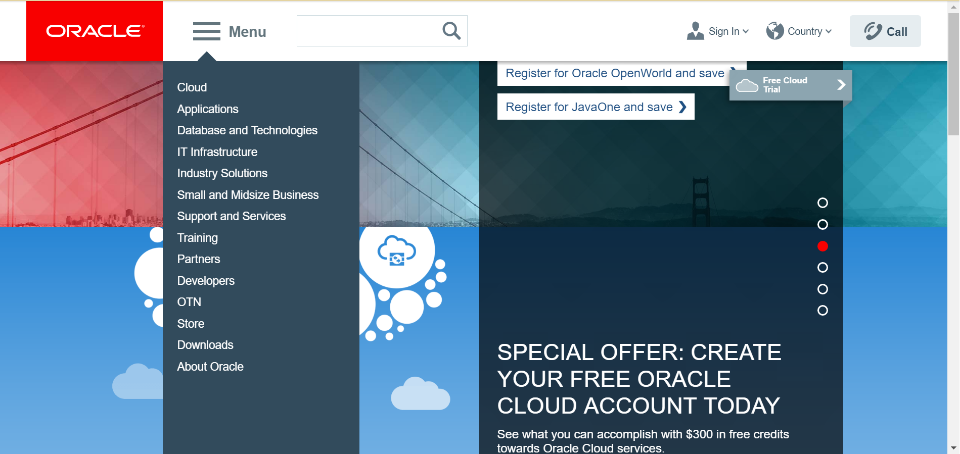 ORACLE
Menu
Sign In
Country
Call
Cloud
Applications
Database and Technologies
IT Infrastructure
Industry Solutions
Small and Midsize Business
Support and Services
Training
Partners
Developers
OTN
Store
Downloads
About Oracle
Register for Oracle OpenWorld and save
Free Cloud
Trial
Register for JavaOne and save
SPECIAL OFFER: CREATE
YOUR FREE ORACLE
CLOUD ACCOUNT TODAY
See what you can accomplish with $300 in free credits
towards Oracle Cloud services.